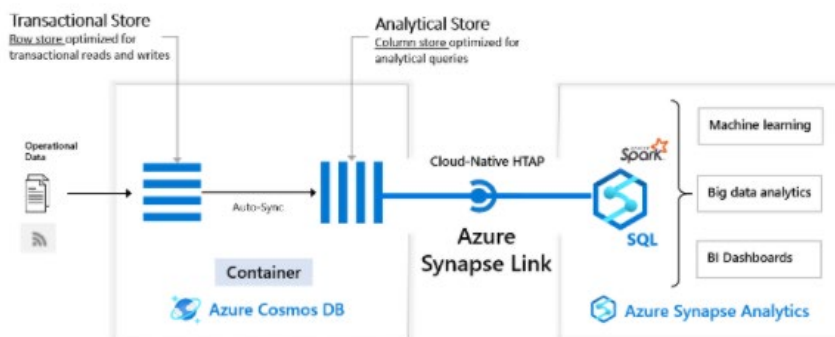 Transactional Store
Row store optimized for
transactional reads and writes
Analytical Store
Column store optimized for
analytical queries
Operational
Data
Auto-Sync
Container
Azure Cosmos DB
Cloud-Native HTAP
Azure
Synapse Link
APACHE
Spark
SQL
Machine learning
Big data analytics
BI Dashboards
Azure Synapse Analytics